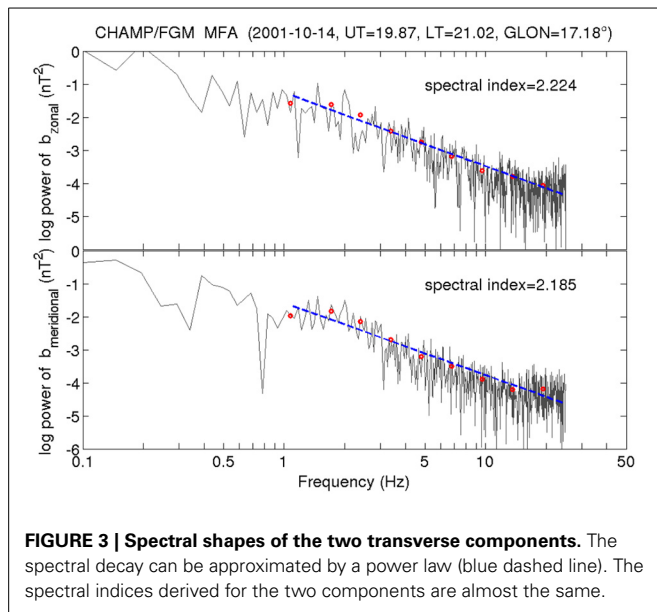 CHAMP/FGM MFA (2001-10-14, UT=19.87, LT=21.02, GLON=17.18°)
log power of b_zonal (nT²)
0
-1
-2
-3
-4
-5
spectral index=2.224
log power of b_meridional (nT²)
0
-1
-2
-3
-4
-5
-6
spectral index=2.185
0.1 0.5 1 5 10 50
Frequency (Hz)
FIGURE 3 | Spectral shapes of the two transverse components. The
spectral decay can be approximated by a power law (blue dashed line). The
spectral indices derived for the two components are almost the same.